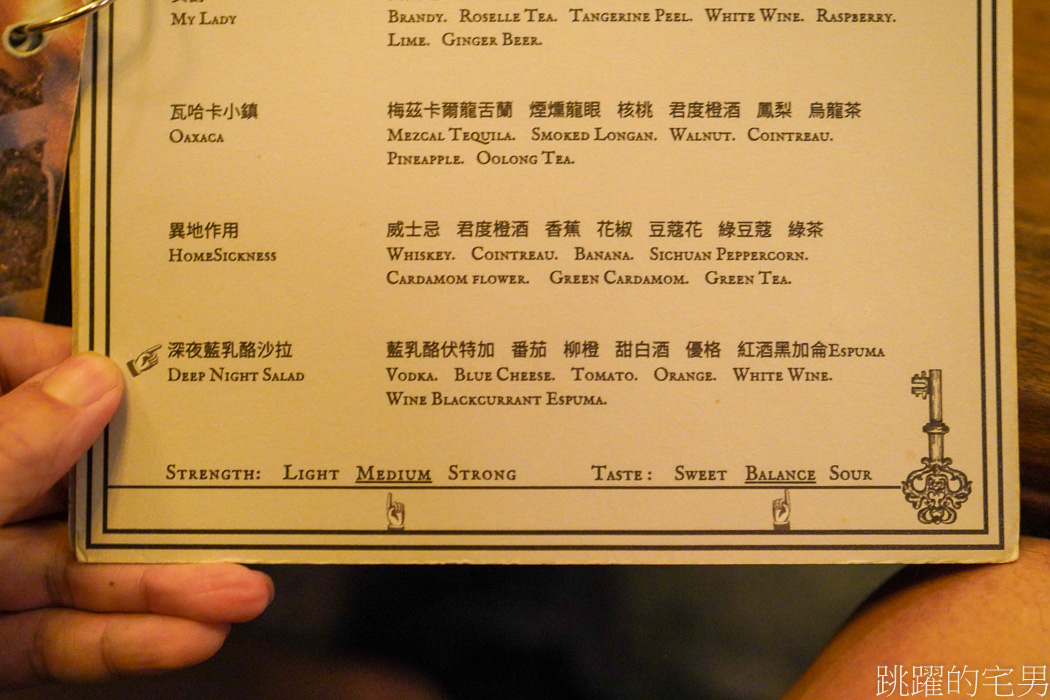 My Lady
Brandy. Roselle Tea. Tangerine Peel. White Wine. Raspberry.
Lime. Ginger Beer.
瓦哈卡小鎮 梅茲卡爾龍舌蘭 煙燻龍眼 核桃 君度橙酒 鳳梨 烏龍茶
Oaxaca Mezcal Tequila. Smoked Longan. Walnut. Cointreau.
Pineapple. Oolong Tea.
異地作用 威士忌 君度橙酒 香蕉 花椒 豆蔻花 綠豆蔻 綠茶
HomeSickness Whiskey. Cointreau. Banana. Sichuan Peppercorn.
Cardamom flower. Green Cardamom. Green Tea.
深夜藍乳酪沙拉 藍乳酪伏特加 番茄 柳橙 甜白酒 優格 紅酒黑加侖Espuma
Deep Night Salad Vodka. Blue Cheese. Tomato. Orange. White Wine.
Wine Blackcurrant Espuma.
Strength: Light Medium Strong Taste: Sweet Balance Sour
跳躍的宅男